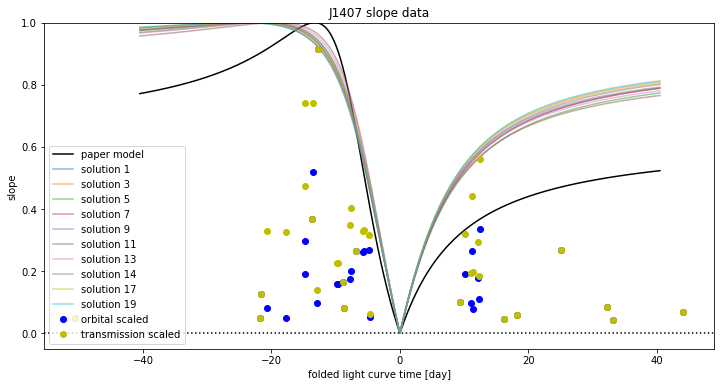 J1407 slope data
slope
1.0
0.8
0.6
0.4
0.2
0.0
paper model
solution 1
solution 3
solution 5
solution 7
solution 9
solution 11
solution 13
solution 14
solution 17
solution 19
orbital scaled
transmission scaled
−40
−20
0
20
40
folded light curve time [day]